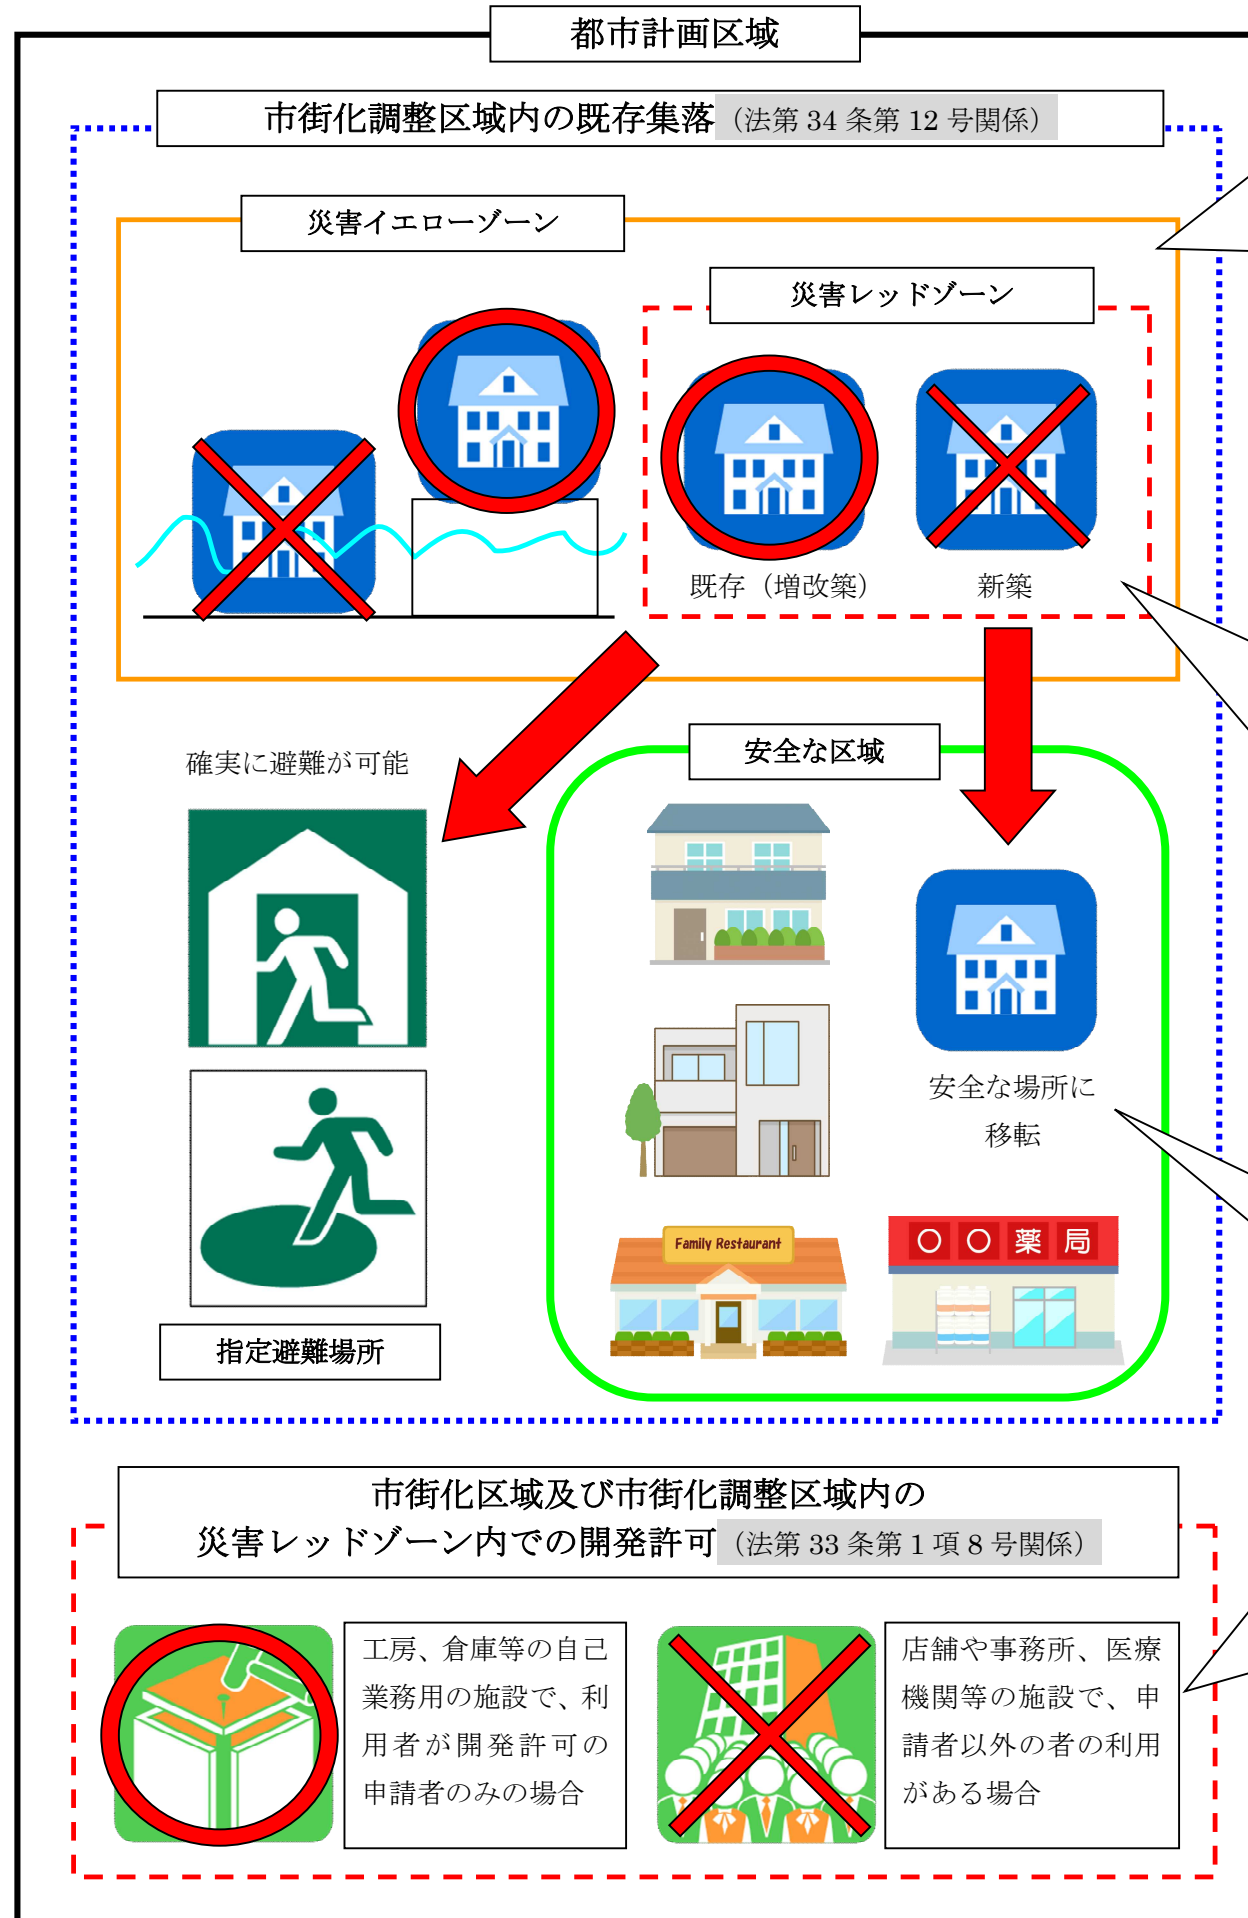 都市計画区域
市街化調整区域内の既存集落（法第 34 条第 12 号関係）
災害イエローゾーン
災害レッドゾーン
既存（増改築）
新築
確実に避難が可能
安全な区域
安全な場所に
移転
Family Restaurant
〇〇薬局
指定避難場所
市街化区域及び市街化調整区域内の
災害レッドゾーン内での開発許可（法第 33 条第 1 項 8 号関係）
工房、倉庫等の自己
業務用の施設で、利
用者が開発許可の
申請者のみの場合
店舗や事務所、医療
機関等の施設で、申
請者以外の者の利用
がある場合